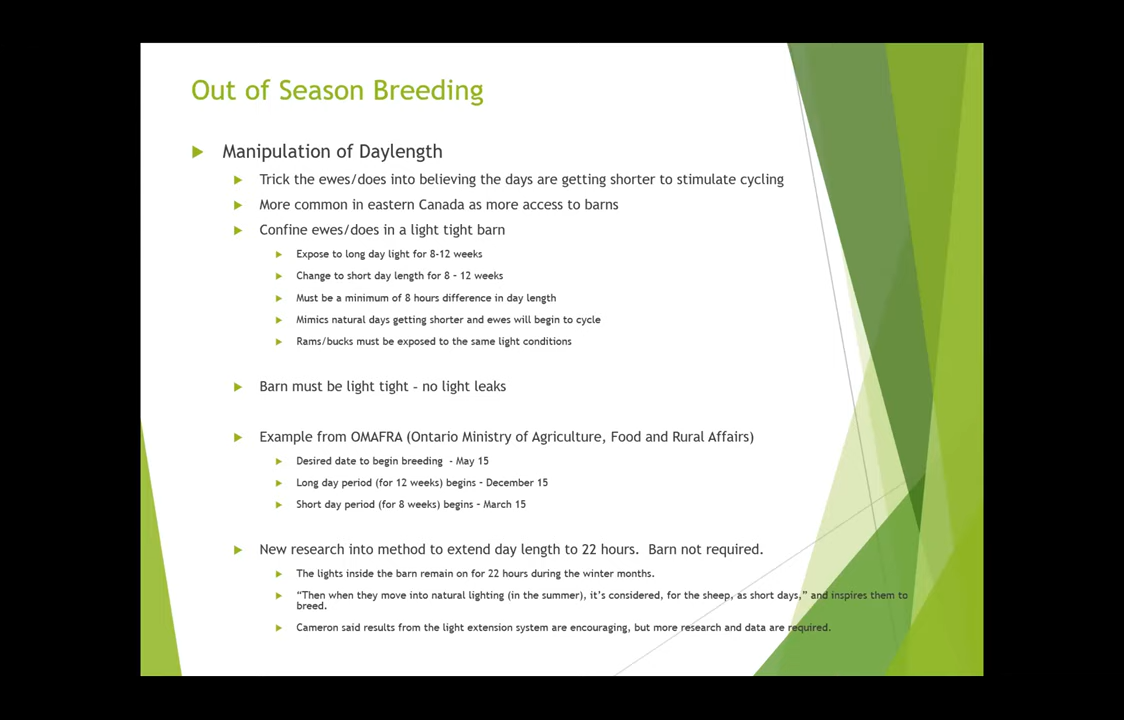 Out of Season Breeding
Manipulation of Daylength
Trick the ewes/does into believing the days are getting shorter to stimulate cycling
More common in eastern Canada as more access to barns
Confine ewes/does in a light tight barn
Expose to long day light for 8-12 weeks
Change to short day length for 8 – 12 weeks
Must be a minimum of 8 hours difference in day length
Mimics natural days getting shorter and ewes will begin to cycle
Rams/bucks must be exposed to the same light conditions
Barn must be light tight - no light leaks
Example from OMAFRA (Ontario Ministry of Agriculture, Food and Rural Affairs)
Desired date to begin breeding - May 15
Long day period (for 12 weeks) begins – December 15
Short day period (for 8 weeks) begins – March 15
New research into method to extend day length to 22 hours. Barn not required.
The lights inside the barn remain on for 22 hours during the winter months.
“Then when they move into natural lighting (in the summer), it’s considered, for the sheep, as short days,” and inspires them to
breed.
Cameron said results from the light extension system are encouraging, but more research and data are required.